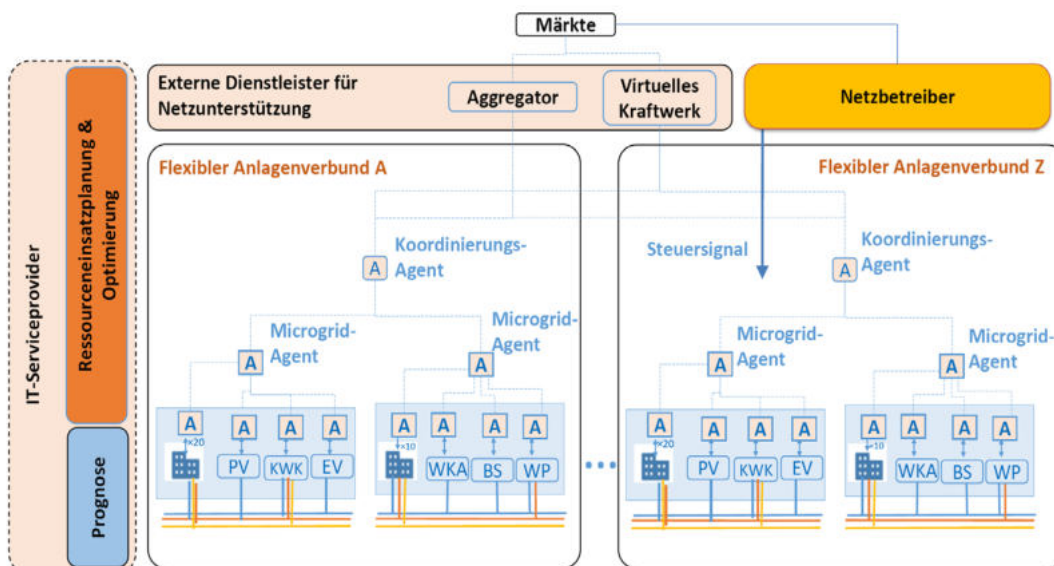 Märkte
IT-Serviceprovider
Ressourceneinsatzplanung &
Optimierung
Prognose
Externe Dienstleister für
Netzunterstützung
Aggregator
Virtuelles
Kraftwerk
Netzbetreiber
Flexibler Anlagenverbund A
Koordinierungs-
Agent
A
Microgrid-
Agent
A
Microgrid-
Agent
A
A
×20
A
A
A
PV
KWK
EV
A
×10
A
A
A
WKA
BS
WP
Flexibler Anlagenverbund Z
Steuersignal
Koordinierungs-
Agent
A
Microgrid-
Agent
A
Microgrid-
Agent
A
A
×20
A
A
A
PV
KWK
EV
A
×10
A
A
A
WKA
BS
WP